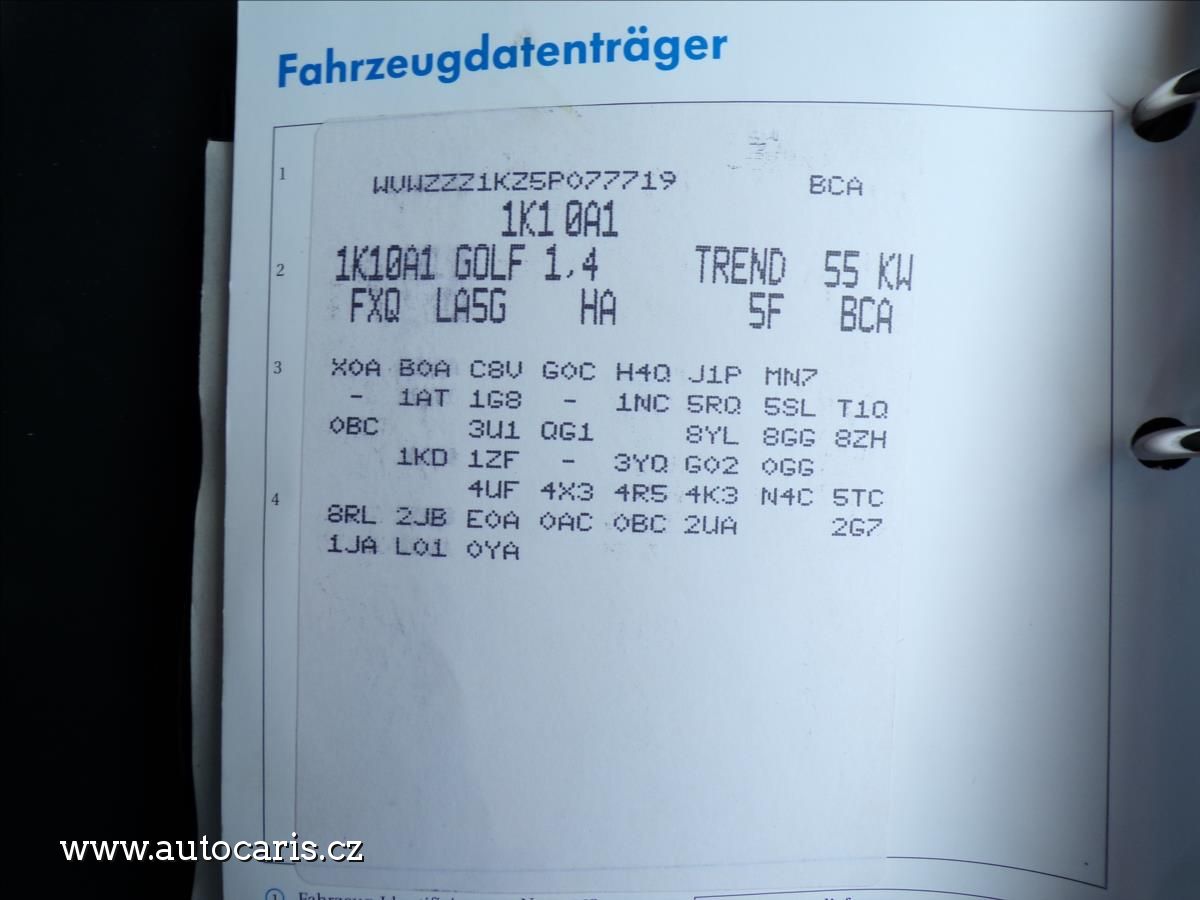 Fahrzeugdatenträger
1 WVWZZZ1KZ5P077719 BCA
1K1 0A1
2 1K10A1 GOLF 1,4 TREND 55 KW
FXQ LA5G HA 5F BCA
3 X0A B0A C8V G0C H4Q J1P MN7
- 1AT 1G8 - 1NC 5RQ 5SL T1Q
0BC 3U1 QG1 8YL 8GG 8ZH
1KD 1ZF - 3YQ G02 0GG
4 4UF 4X3 4R5 4K3 N4C 5TC
8RL 2JB E0A 0AC 0BC 2UA 2G7
1JA L01 0YA
www.autocaris.cz